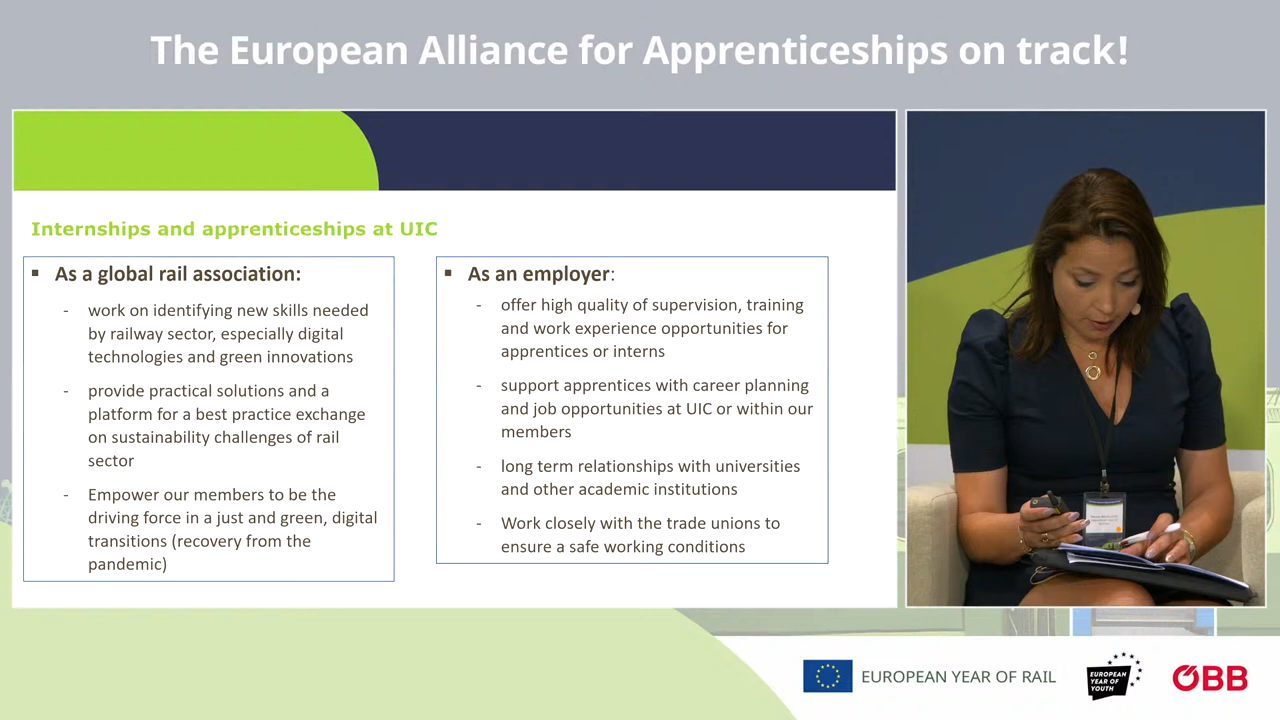 The European Alliance for Apprenticeships on track!
Internships and apprenticeships at UIC
▪ As a global rail association:
- work on identifying new skills needed
by railway sector, especially digital
technologies and green innovations
- provide practical solutions and a
platform for a best practice exchange
on sustainability challenges of rail
sector
- Empower our members to be the
driving force in a just and green, digital
transitions (recovery from the
pandemic)
▪ As an employer:
- offer high quality of supervision, training
and work experience opportunities for
apprentices or interns
- support apprentices with career planning
and job opportunities at UIC or within our
members
- long term relationships with universities
and other academic institutions
- Work closely with the trade unions to
ensure a safe working conditions
EUROPEAN YEAR OF RAIL
EUROPEAN
YEAR OF
YOUTH
ÖBB